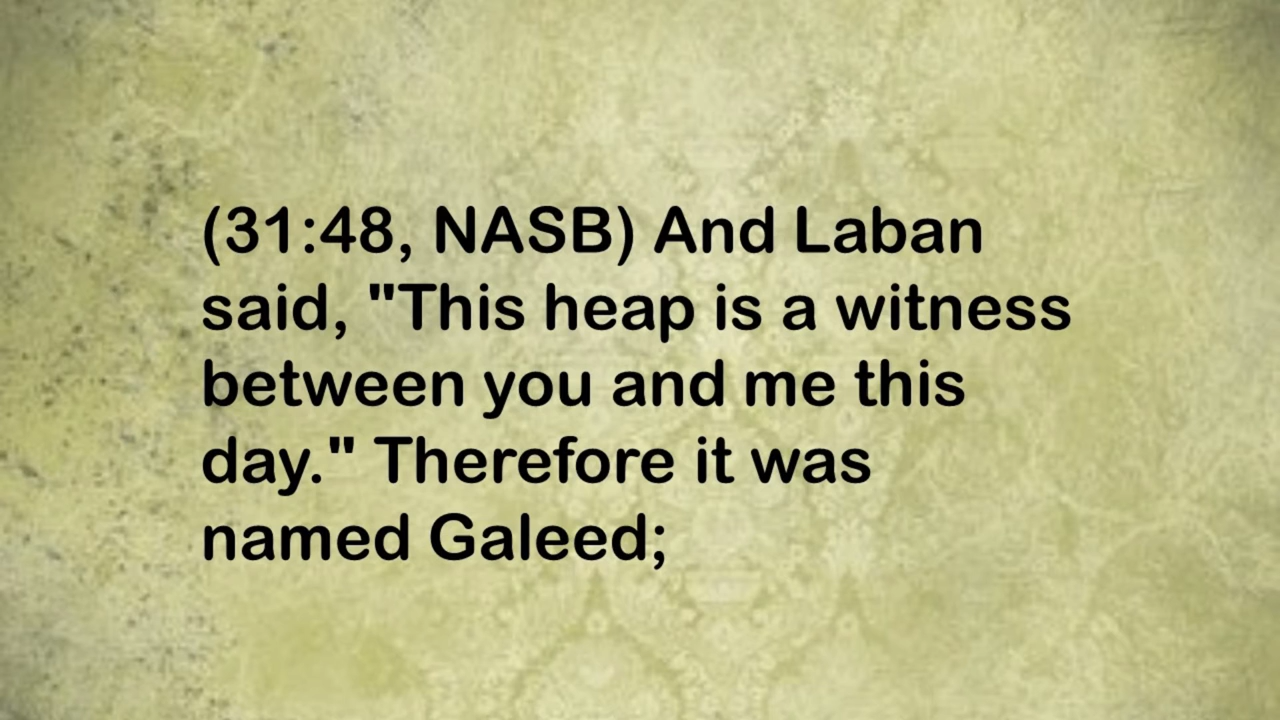 (31:48, NASB) And Laban
said, "This heap is a witness
between you and me this
day." Therefore it was
named Galeed;